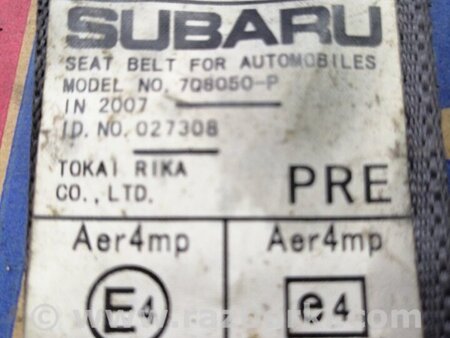 SUBARU
SEAT BELT FOR AUTOMOBILES
MODEL NO. 7Q8050-P
IN 2007
ID.NO. 027308
TOKAI RIKA
CO., LTD.
PRE
Aer4mp Aer4mp
E4 e4